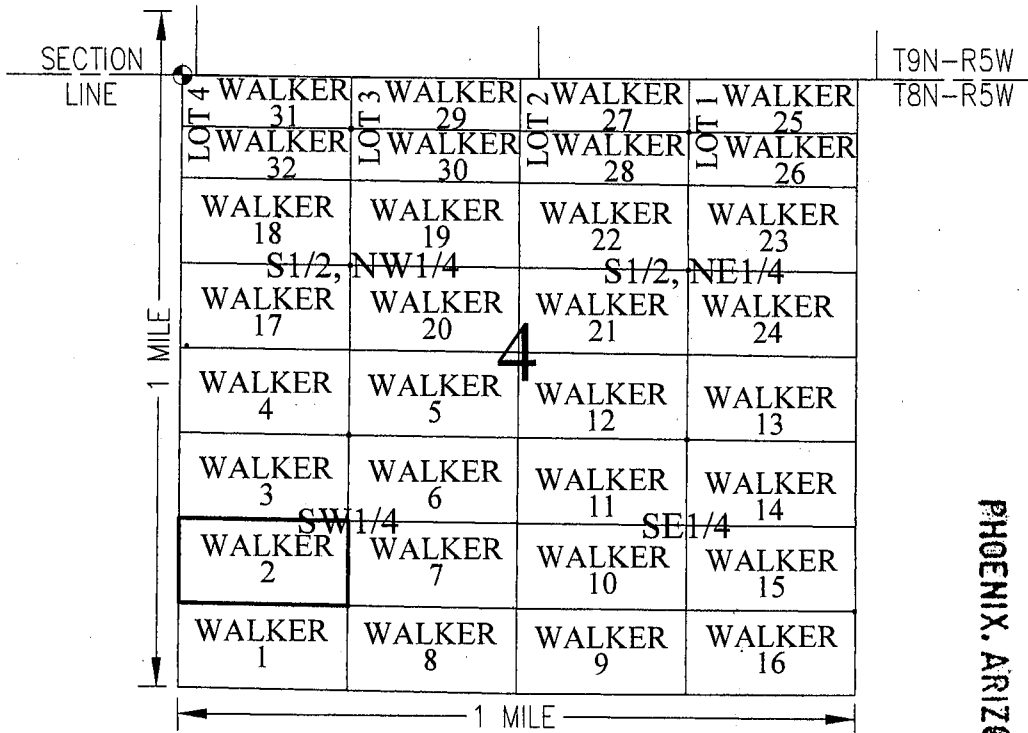 SECTION
LINE
T9N-R5W
T8N-R5W
LOT 4
WALKER
31
LOT 3
WALKER
29
LOT 2
WALKER
27
LOT 1
WALKER
25
WALKER
32
WALKER
30
WALKER
28
WALKER
26
WALKER
18
WALKER
19
WALKER
22
WALKER
23
S1/2, NW1/4
S1/2, NE1/4
WALKER
17
WALKER
20
WALKER
21
WALKER
24
4
1 MILE
WALKER
4
WALKER
5
WALKER
12
WALKER
13
WALKER
3
WALKER
6
WALKER
11
WALKER
14
SW1/4
SE1/4
WALKER
2
WALKER
7
WALKER
10
WALKER
15
WALKER
1
WALKER
8
WALKER
9
WALKER
16
1 MILE
PHOENIX, ARIZO